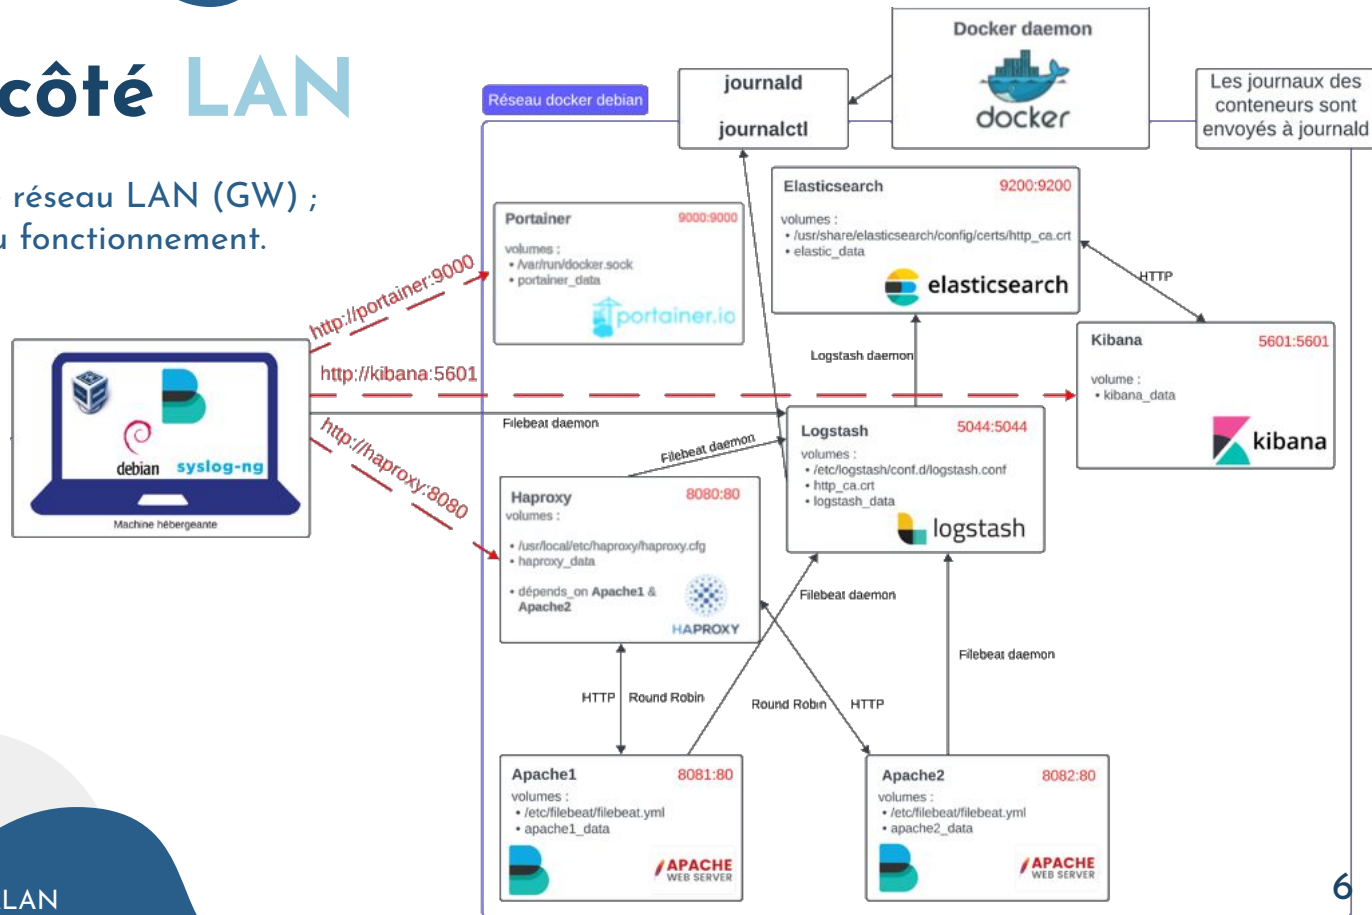 côté LAN
réseau LAN (GW) ;
fonctionnement.
Réseau docker debian
journald
journalctl
Docker daemon
docker
Les journaux des
conteneurs sont
envoyés à journald
Portainer 9000:9000
volumes :
• /var/run/docker.sock
• portainer_data
portainer.io
Elasticsearch 9200:9200
volumes :
• /usr/share/elasticsearch/config/certs/http_ca.crt
• elastic_data
elasticsearch
HTTP
Kibana 5601:5601
volume :
• kibana_data
kibana
http://portainer:9000
http://kibana:5601
http://haproxy:8080
Filebeat daemon
Filebeat daemon
Logstash daemon
debian
syslog-ng
Machine hébergeante
Logstash 5044:5044
volumes :
• /etc/logstash/conf.d/logstash.conf
• http_ca.crt
• logstash_data
logstash
Haproxy 8080:80
volumes :
• /usr/local/etc/haproxy/haproxy.cfg
• haproxy_data
• dépends_on Apache1 &
Apache2
HAPROXY
Filebeat daemon
Filebeat daemon
HTTP
Round Robin
Round Robin
HTTP
Apache1 8081:80
volumes :
• /etc/filebeat/filebeat.yml
• apache1_data
APACHE
WEB SERVER
Apache2 8082:80
volumes :
• /etc/filebeat/filebeat.yml
• apache2_data
APACHE
WEB SERVER
LAN
6